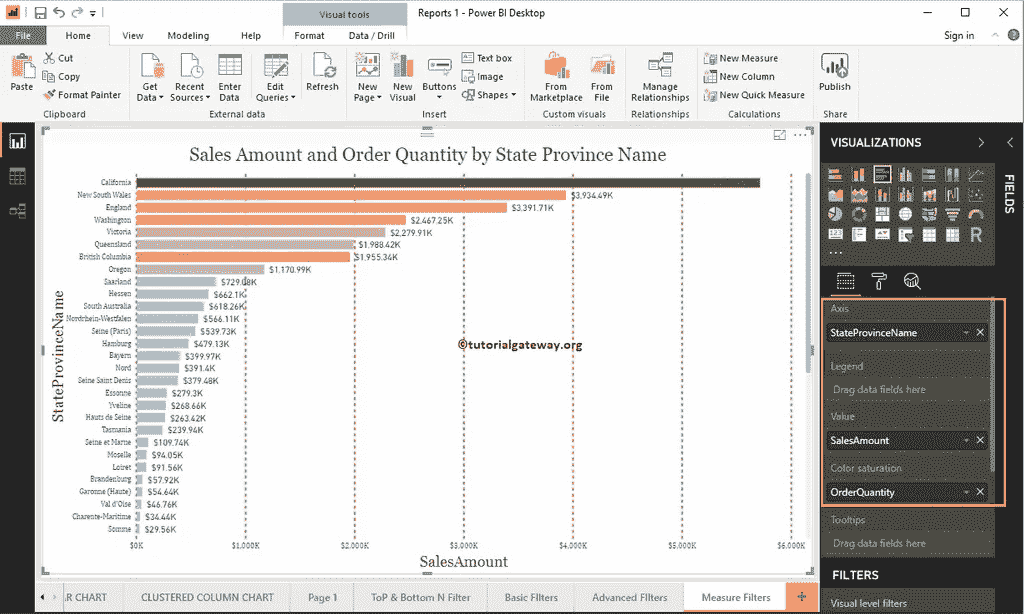 Visual tools
Reports 1 - Power BI Desktop
File
Home
View
Modeling
Help
Format
Data / Drill
Sign in
Paste
Cut
Copy
Format Painter
Clipboard
Get
Data
Recent
Sources
Enter
Data
Edit
Queries
Refresh
External data
New
Page
New
Visual
Buttons
Text box
Image
Shapes
Insert
From
Marketplace
From
File
Custom visuals
Manage
Relationships
Relationships
New Measure
New Column
New Quick Measure
Calculations
Publish
Share
Sales Amount and Order Quantity by State Province Name
StateProvinceName
California
New South Wales $3,934.49K
England $3,391.71K
Washington $2,467.25K
Victoria $2,279.91K
Queensland $1,988.42K
British Columbia $1,955.34K
Oregon $1,170.99K
Saarland $729.08K
Hessen $662.1K
South Australia $618.26K
Nordrhein-Westfalen $566.11K
Seine (Paris) $539.73K
Hamburg $479.13K
Bayern $399.97K
Nord $391.4K
Seine Saint Denis $379.48K
Essonne $279.3K
Yveline $268.66K
Hauts de Seine $263.42K
Tasmania $239.94K
Seine et Marne $109.74K
Moselle $94.05K
Loiret $91.56K
Brandenburg $57.92K
Garonne (Haute) $54.64K
Val d'Oise $46.76K
Charente-Maritime $34.44K
Somme $29.56K
$0K $1,000K $2,000K $3,000K $4,000K $5,000K $6,000K
SalesAmount
©tutorialgateway.org
VISUALIZATIONS
FIELDS
R
Axis
StateProvinceName
Legend
Drag data fields here
Value
SalesAmount
Color saturation
OrderQuantity
Tooltips
Drag data fields here
FILTERS
Visual level filters
R CHART
CLUSTERED COLUMN CHART
Page 1
ToP & Bottom N Filter
Basic FIlters
Advanced FIlters
Measure Filters